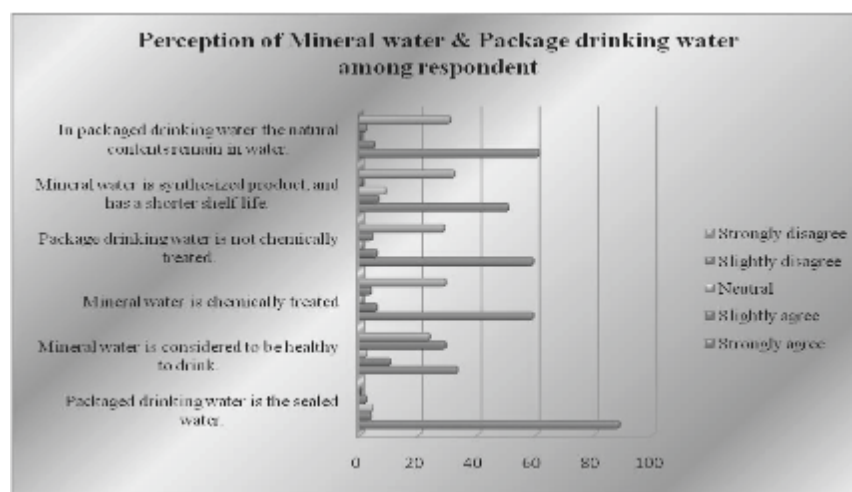 Perception of Mineral water & Package drinking water
among respondent
In packaged drinking water the natural
contents remain in water.
Mineral water is synthesized product, and
has a shorter shelf life.
Package drinking water is not chemically
treated.
Mineral water is chemically treated
Mineral water is considered to be healthy
to drink.
Packaged drinking water is the sealed
water.
Strongly disagree
Slightly disagree
Neutral
Slightly agree
Strongly agree
0 20 40 60 80 100